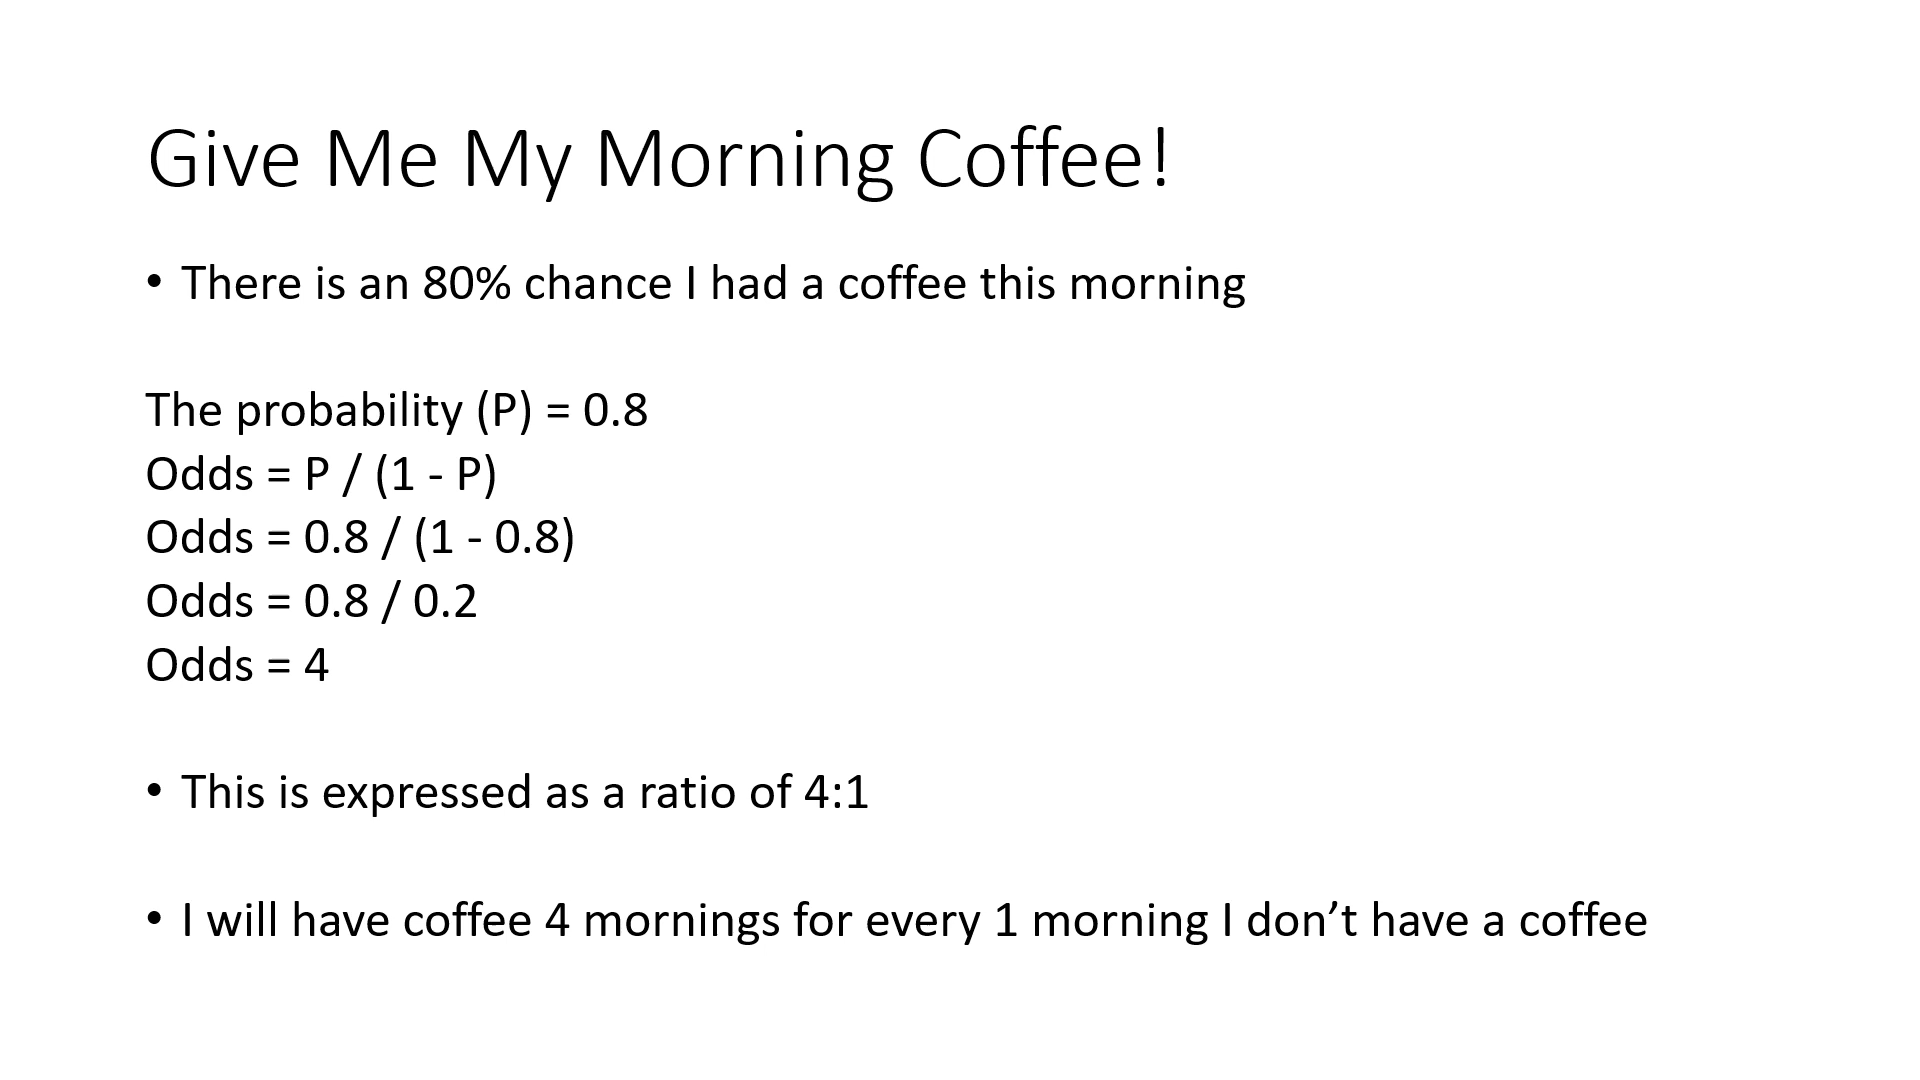 Give Me My Morning Coffee!
• There is an 80% chance I had a coffee this morning
The probability (P) = 0.8
Odds = P / (1 - P)
Odds = 0.8 / (1 - 0.8)
Odds = 0.8 / 0.2
Odds = 4
• This is expressed as a ratio of 4:1
• I will have coffee 4 mornings for every 1 morning I don’t have a coffee